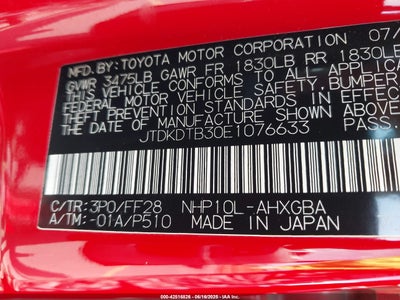 MFD. BY: TOYOTA MOTOR CORPORATION 07/
GVWR 3475LB GAWR FR 1830LB RR 1830LB
THIS VEHICLE CONFORMS TO ALL APPLICA
FEDERAL MOTOR VEHICLE SAFETY, BUMPER
THEFT PREVENTION STANDARDS IN EFFECT
DATE OF MANUFACTURE SHOWN ABOVE.
JTDKDTB30E1076633 PASS
C/TR: 3P0/FF28 NHP10L-AHXGBA
A/TM: -01A/P510 MADE IN JAPAN
000-42516826 - 06/18/2025 - IAA Inc.